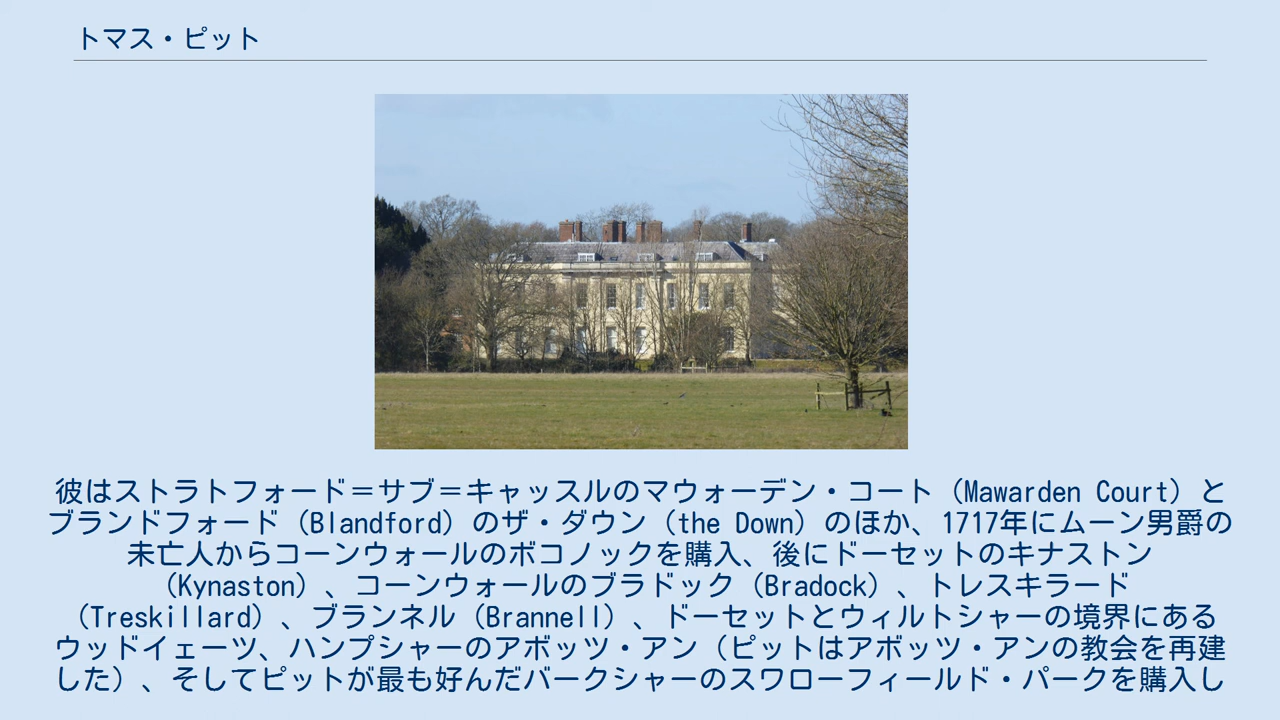 トマス・ピット
彼はストラトフォード＝サブ＝キャッスルのマウォーデン・コート（Mawarden Court）と
ブランドフォード（Blandford）のザ・ダウン（the Down）のほか、1717年にムーン男爵の
未亡人からコーンウォールのボコノックを購入、後にドーセットのキナストン
（Kynaston）、コーンウォールのブラドック（Bradock）、トレスキラード
（Treskillard）、ブランネル（Brannell）、ドーセットとウィルトシャーの境界にある
ウッドイェーツ、ハンプシャーのアボッツ・アン（ピットはアボッツ・アンの教会を再建
した）、そしてピットが最も好んだバークシャーのスワローフィールド・パークを購入し